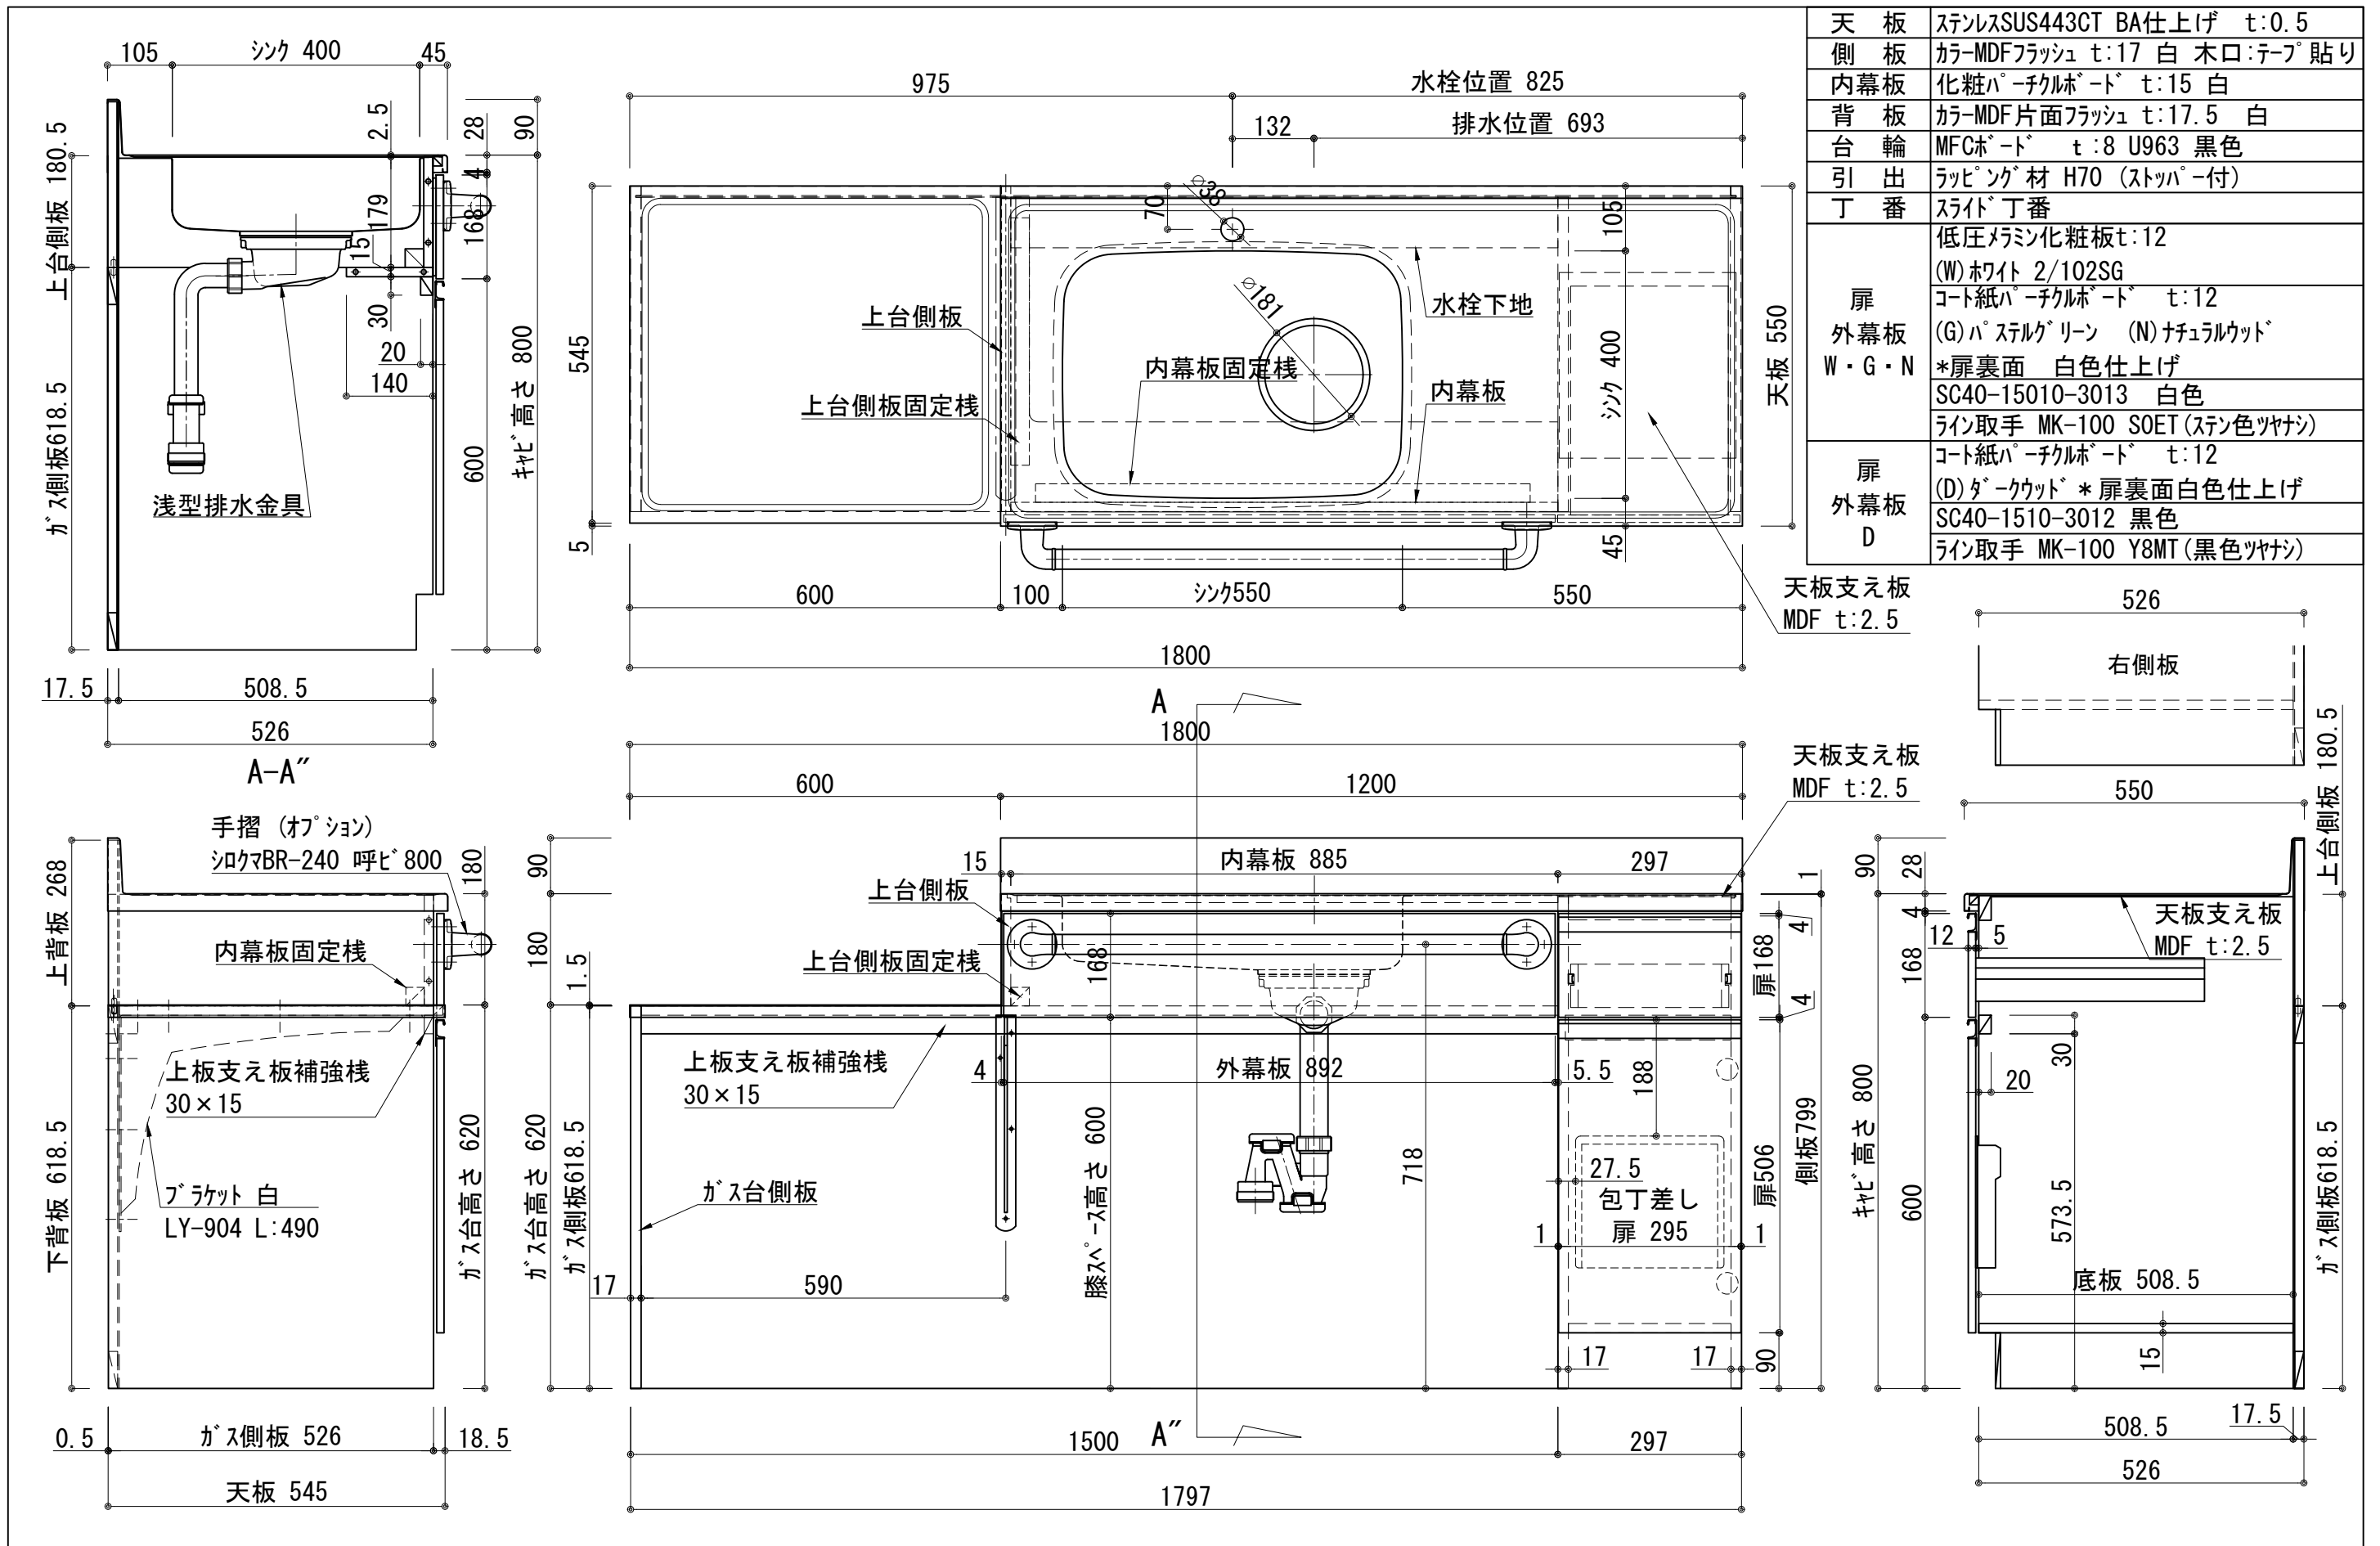 天　板　ステンレスSUS443CT BA仕上げ　t:0.5
側　板　カラーMDFフラッシュ t:17 白 木口:テープ貼り
内幕板　化粧パーチクルボード t:15 白
背　板　カラーMDF片面フラッシュ t:17.5　白
台　輪　MFCボード　t:8 U963 黒色
引　出　ラッピング材 H70 (ストッパー付)
丁　番　スライド丁番
扉
外幕板
W・G・N
低圧メラミン化粧板t:12
(W)ホワイト 2/102SG
コート紙パーチクルボード　t:12
(G)パステルグリーン　(N)ナチュラルウッド
*扉裏面　白色仕上げ
SC40-15010-3013　白色
ライン取手 MK-100 S0ET(ステン色ツヤナシ)
扉
外幕板
D
コート紙パーチクルボード　t:12
(D)ダークウッド *扉裏面白色仕上げ
SC40-1510-3012 黒色
ライン取手 MK-100 Y8MT(黒色ツヤナシ)
105
シンク 400
45
上台側板 180.5
ガス側板618.5
2.5
28
90
4
179
168
15
30
20
140
600
キャビ高さ 800
浅型排水金具
17.5
508.5
526
A-A″
975
水栓位置 825
132
排水位置 693
545
5
70
⌀38
⌀181
105
シンク 400
45
天板 550
上台側板
上台側板固定桟
内幕板固定桟
内幕板
水栓下地
600
100
シンク550
550
1800
天板支え板
MDF t:2.5
526
右側板
手摺 (オプション)
シロクマBR-240 呼ビ800
上背板 268
下背板 618.5
180
内幕板固定桟
上板支え板補強桟
30×15
ブラケット 白
LY-904 L:490
ガス台高さ 620
0.5
ガス側板 526
18.5
天板 545
A
1800
600
1200
90
180
1.5
ガス台高さ 620
ガス側板618.5
15
内幕板 885
297
上台側板
上台側板固定桟
168
上板支え板補強桟
30×15
4
外幕板 892
5.5
膝スペース高さ 600
718
ガス台側板
17
590
天板支え板
MDF t:2.5
1
4
扉168
4
188
27.5
包丁差し
扉 295
1
1
扉506
側板799
17
17
90
1500
A″
297
1797
550
90
28
4
12
5
168
天板支え板
MDF t:2.5
30
20
キャビ高さ 800
600
573.5
底板 508.5
15
上台側板 180.5
ガス側板618.5
17.5
508.5
526